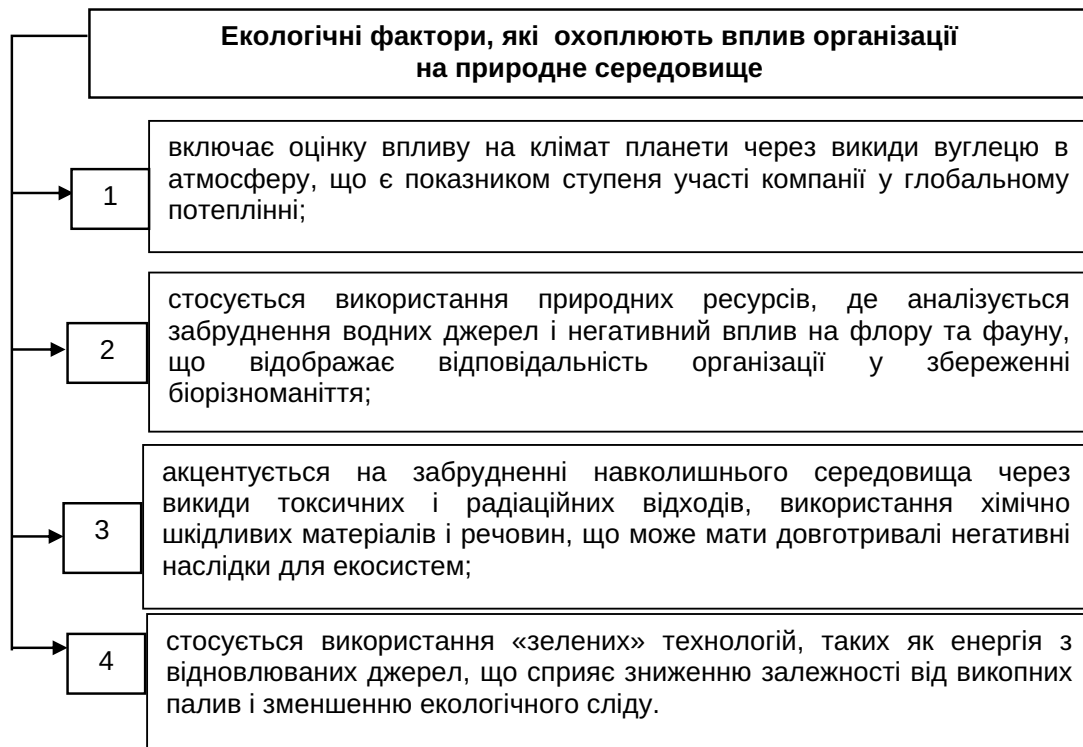 Екологічні фактори, які охоплюють вплив організації
на природне середовище
включає оцінку впливу на клімат планети через викиди вуглецю в
атмосферу, що є показником ступеня участі компанії у глобальному
потеплінні;
1
стосується використання природних ресурсів, де аналізується
забруднення водних джерел і негативний вплив на флору та фауну,
що відображає відповідальність організації у збереженні
біорізноманіття;
2
акцентується на забрудненні навколишнього середовища через
викиди токсичних і радіаційних відходів, використання хімічно
шкідливих матеріалів і речовин, що може мати довготривалі негативні
наслідки для екосистем;
3
стосується використання «зелених» технологій, таких як енергія з
відновлюваних джерел, що сприяє зниженню залежності від викопних
палив і зменшенню екологічного сліду.
4